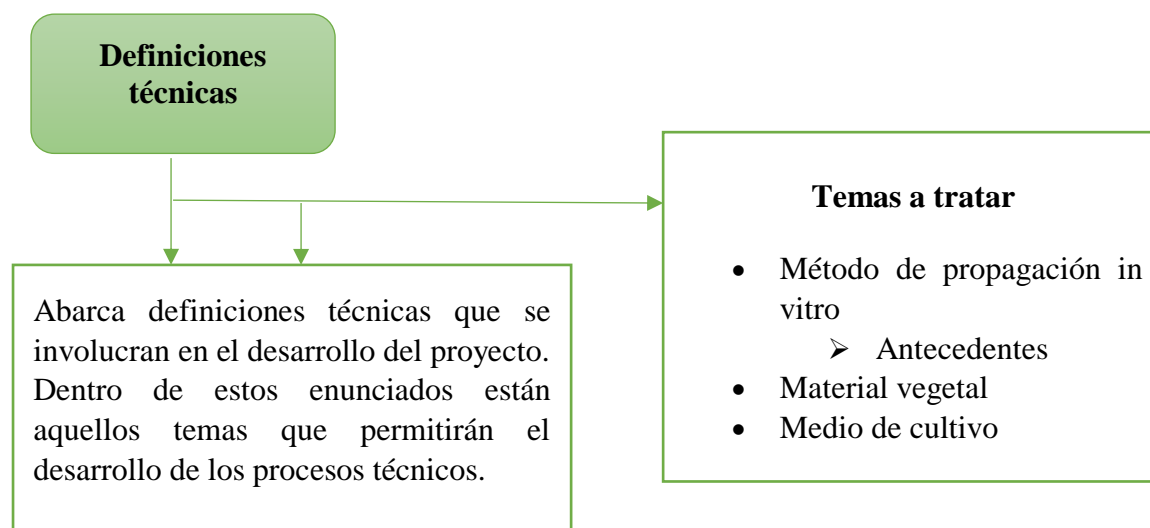 Definiciones
técnicas
Abarca definiciones técnicas que se
involucran en el desarrollo del proyecto.
Dentro de estos enunciados están
aquellos temas que permitirán el
desarrollo de los procesos técnicos.
Temas a tratar
• Método de propagación in
vitro
➢ Antecedentes
• Material vegetal
• Medio de cultivo